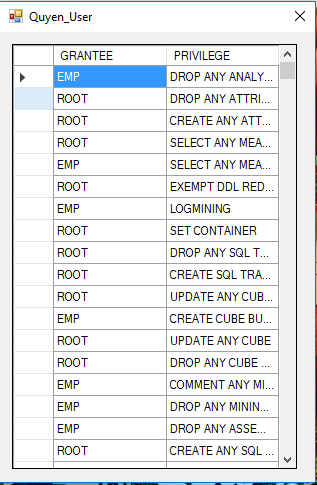 Quyen_User
GRANTEE PRIVILEGE
EMP DROP ANY ANALY...
ROOT DROP ANY ATTRI...
ROOT CREATE ANY ATT...
ROOT SELECT ANY MEA...
EMP SELECT ANY MEA...
ROOT EXEMPT DDL RED...
EMP LOGMINING
ROOT SET CONTAINER
ROOT DROP ANY SQL T...
ROOT CREATE SQL TRA...
ROOT UPDATE ANY CUB...
EMP CREATE CUBE BU...
ROOT UPDATE ANY CUBE
ROOT DROP ANY CUBE ...
EMP COMMENT ANY MI...
EMP DROP ANY MININ...
EMP DROP ANY ASSE...
ROOT CREATE ANY SQL ...